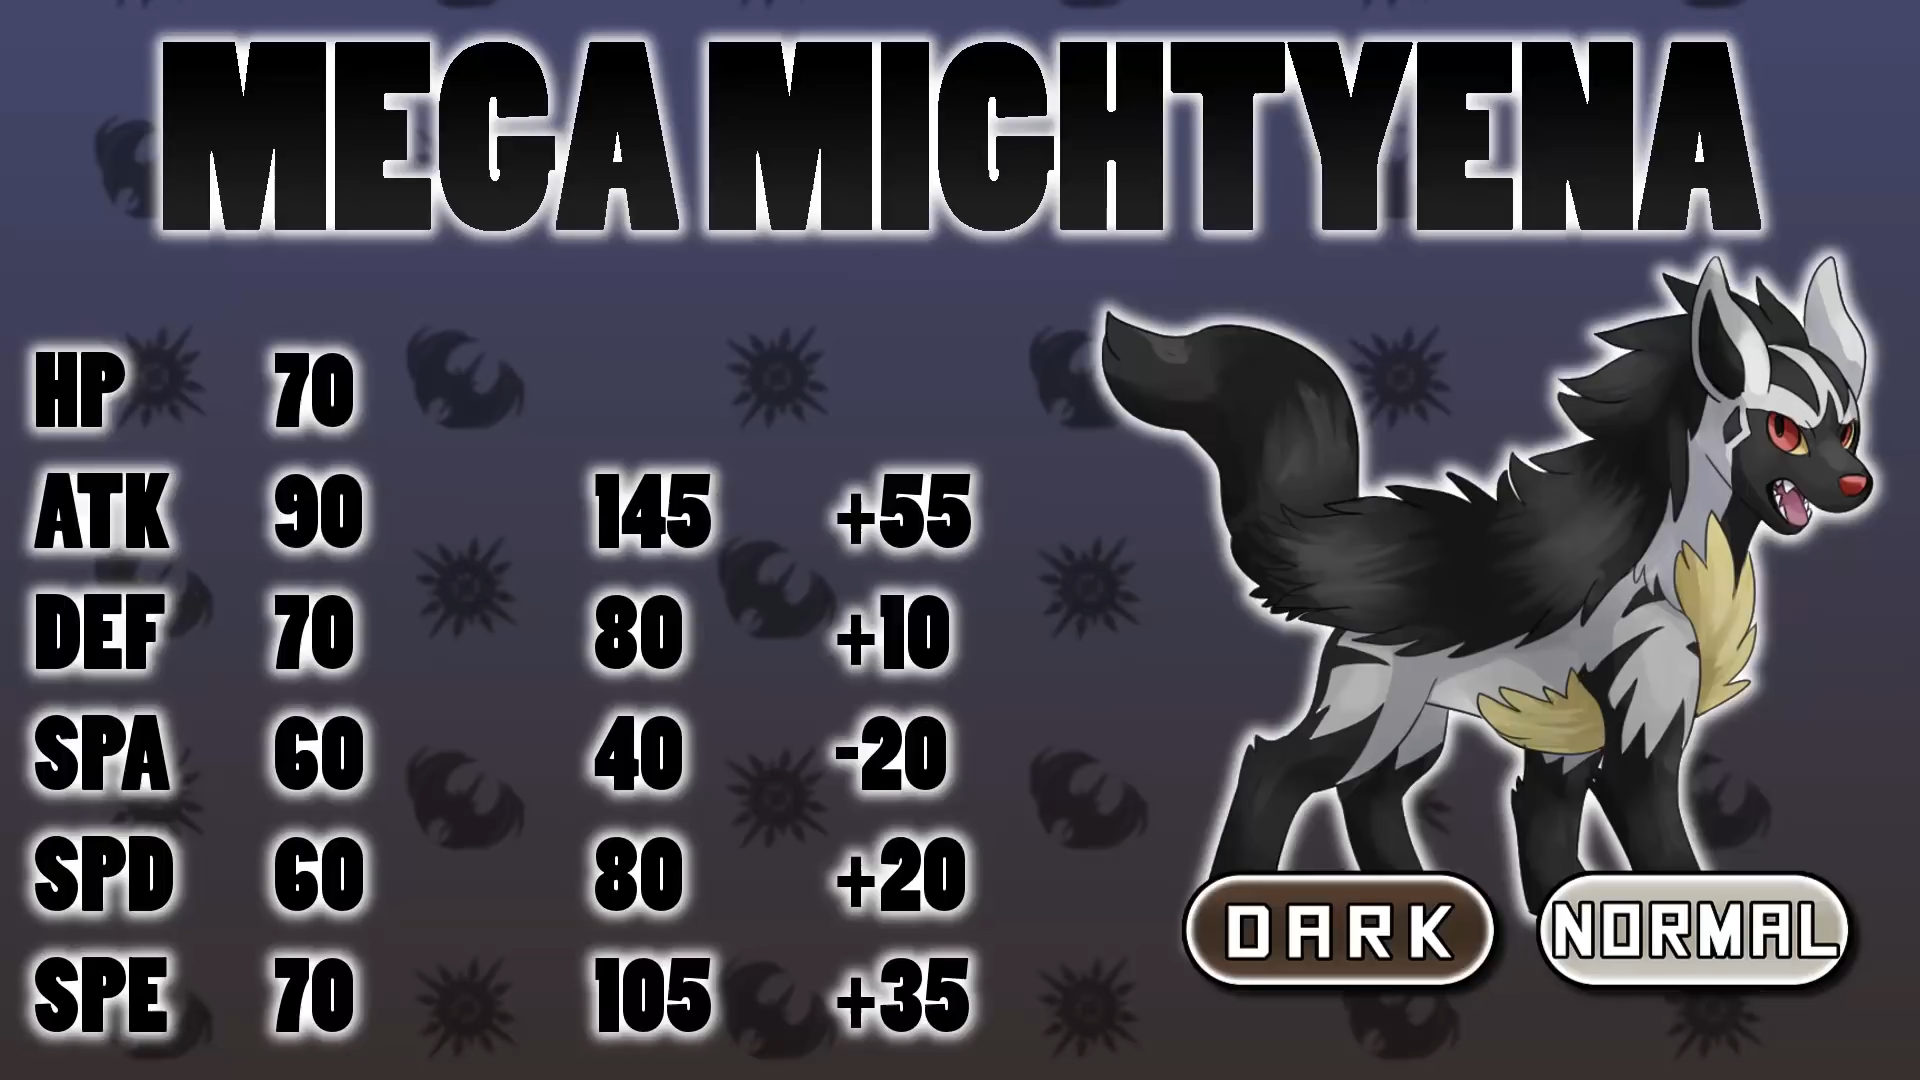 MEGA MIGHTYENA
HP 70
ATK 90 145 +55
DEF 70 80 +10
SPA 60 40 -20
SPD 60 80 +20
SPE 70 105 +35
DARK NORMAL